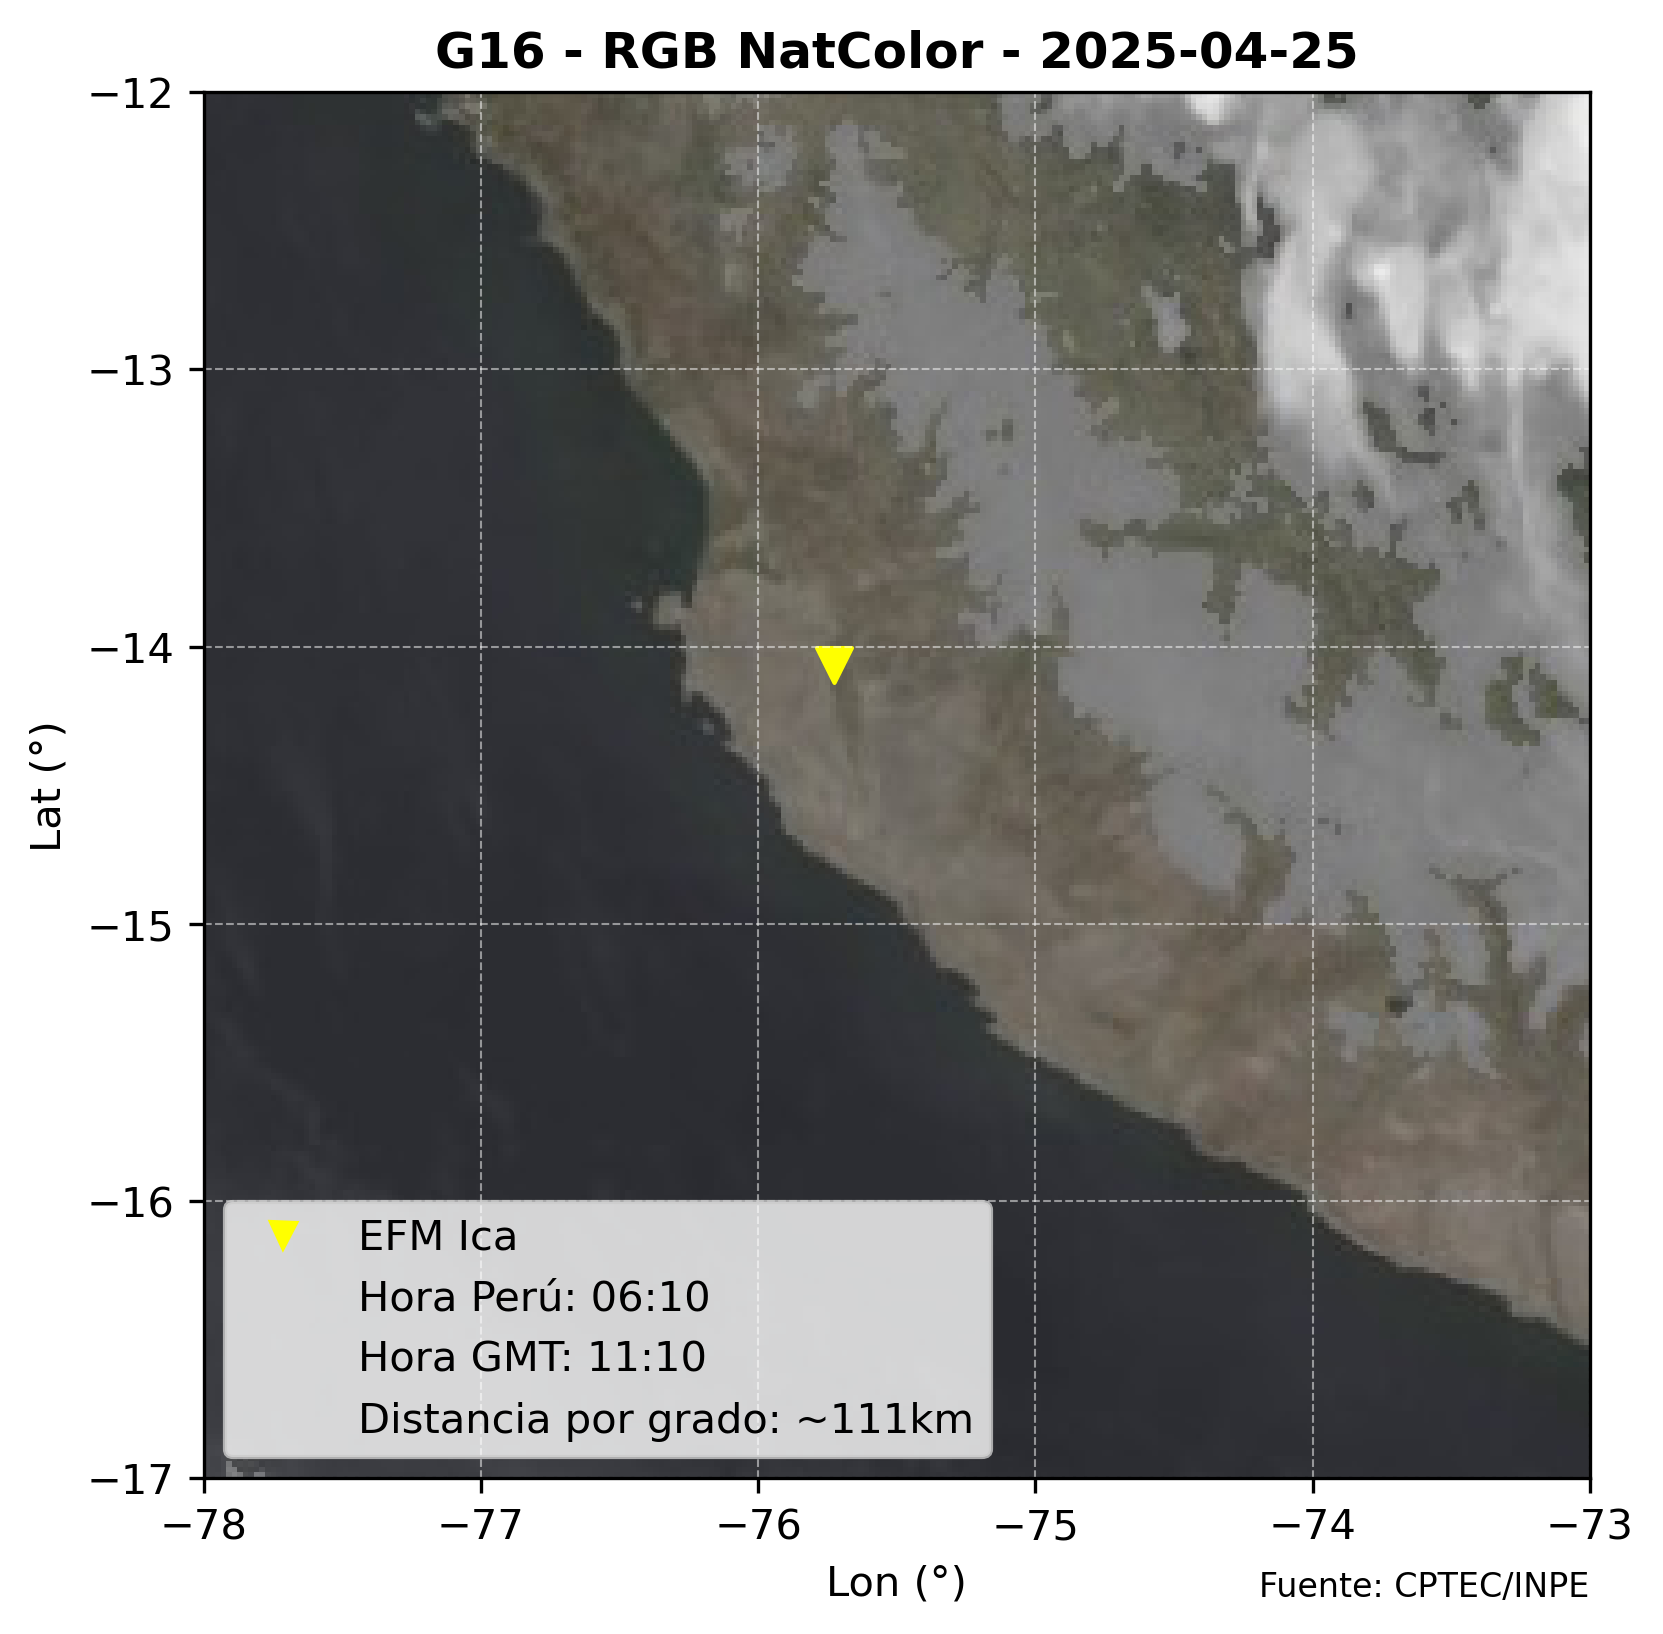 G16 - RGB NatColor - 2025-04-25
−12
−13
−14
−15
−16
−17
Lat (°)
EFM Ica
Hora Perú: 06:10
Hora GMT: 11:10
Distancia por grado: ~111km
−78
−77
−76
−75
−74
−73
Lon (°)
Fuente: CPTEC/INPE